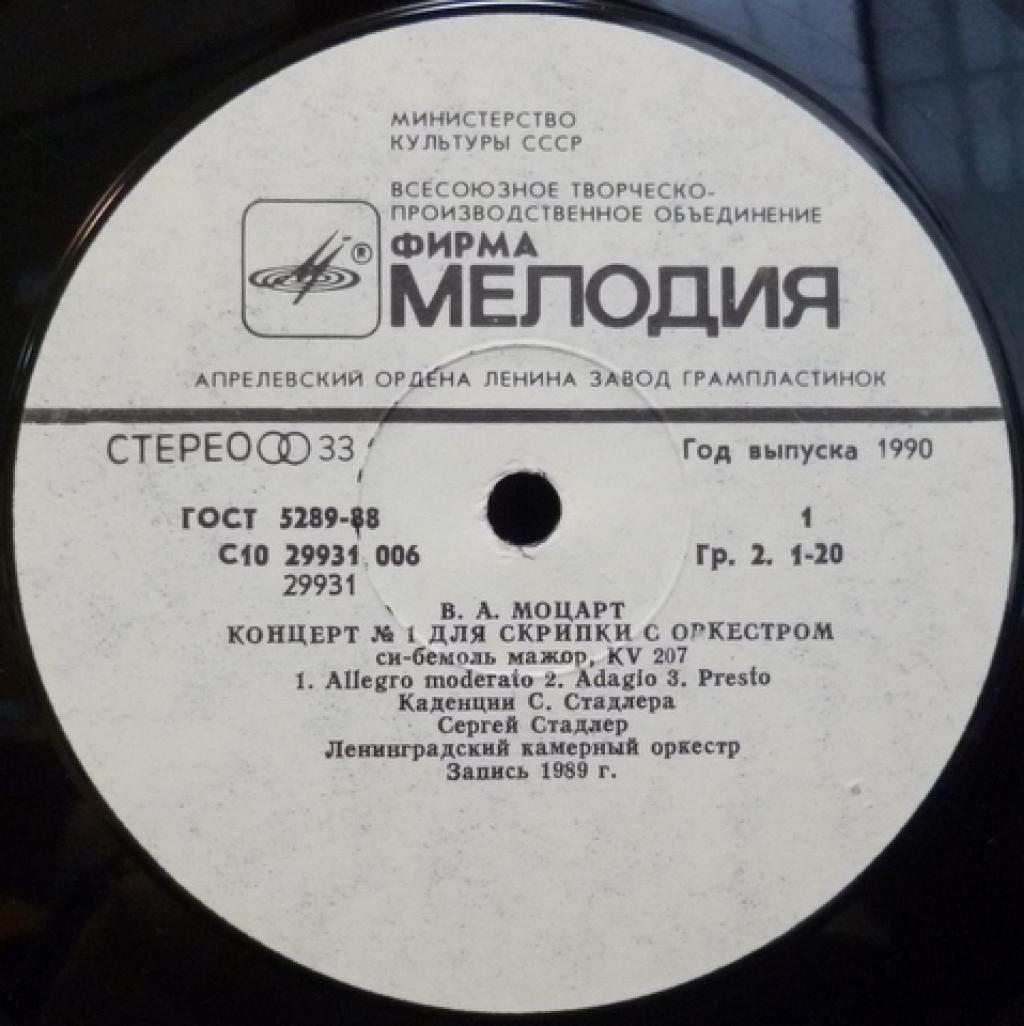 МИНИСТЕРСТВО
КУЛЬТУРЫ СССР
ВСЕСОЮЗНОЕ ТВОРЧЕСКО-
ПРОИЗВОДСТВЕННОЕ ОБЪЕДИНЕНИЕ
ФИРМА
®
МЕЛОДИЯ
АПРЕЛЕВСКИЙ ОРДЕНА ЛЕНИНА ЗАВОД ГРАМПЛАСТИНОК
СТЕРЕО 33 Год выпуска 1990
ГОСТ 5289-88 1
С10 29931 006 Гр. 2. 1-20
29931
В. А. МОЦАРТ
КОНЦЕРТ № 1 ДЛЯ СКРИПКИ С ОРКЕСТРОМ
си-бемоль мажор, KV 207
1. Allegro moderato 2. Adagio 3. Presto
Каденции С. Стадлера
Сергей Стадлер
Ленинградский камерный оркестр
Запись 1989 г.